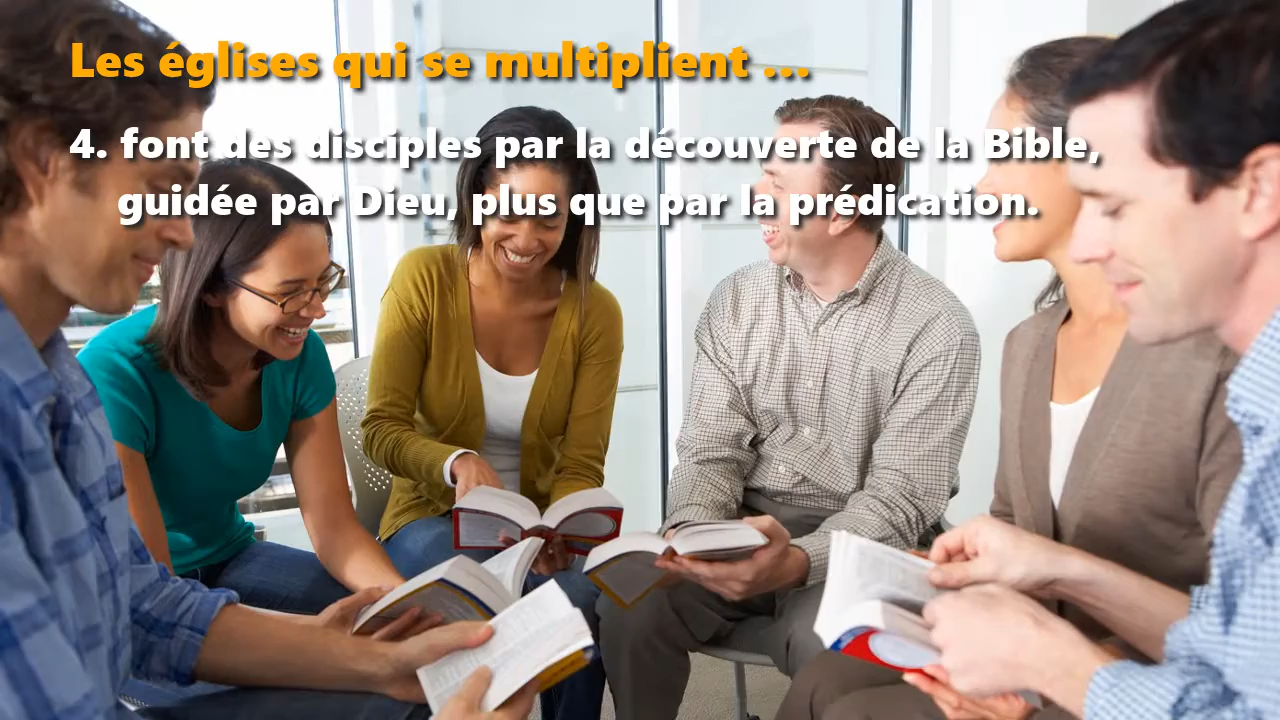 Les églises qui se multiplient ...
4. font des disciples par la découverte de la Bible,
guidée par Dieu, plus que par la prédication.